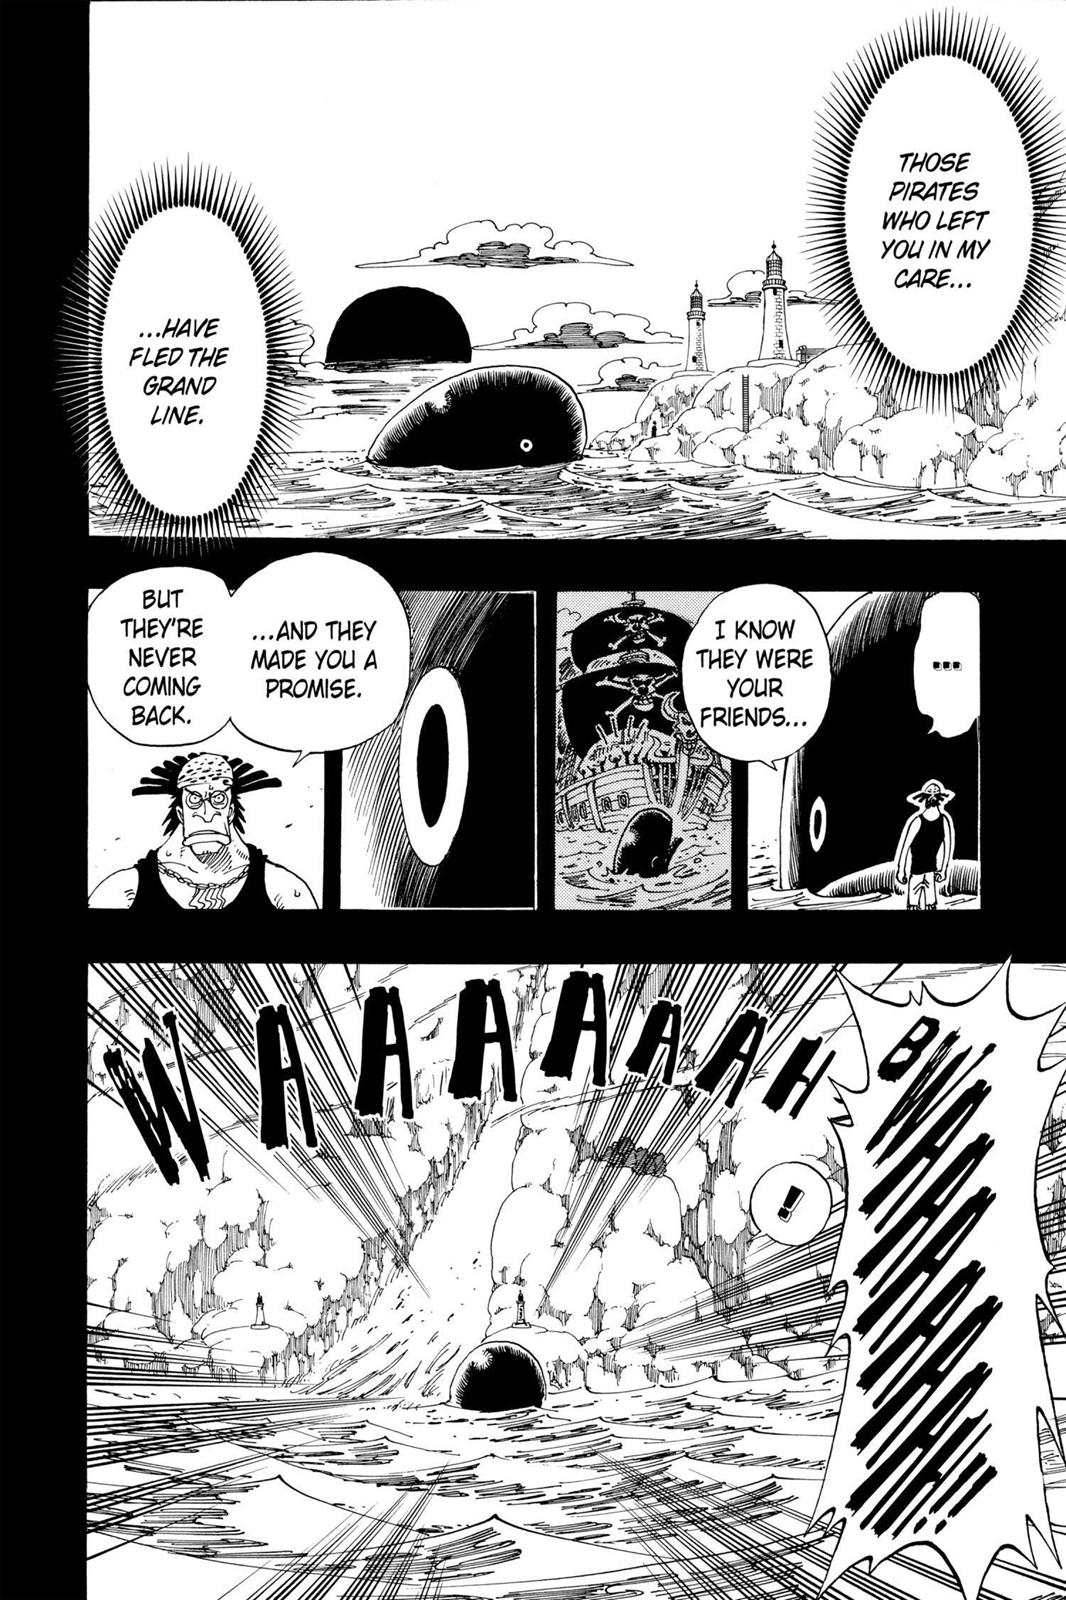 THOSE
PIRATES
WHO LEFT
YOU IN MY
CARE...
...HAVE
FLED THE
GRAND
LINE.
...
I KNOW
THEY WERE
YOUR
FRIENDS...
...AND THEY
MADE YOU A
PROMISE.
BUT
THEY'RE
NEVER
COMING
BACK.
BWAAAAAAA!!
!
WAAAAAAAH